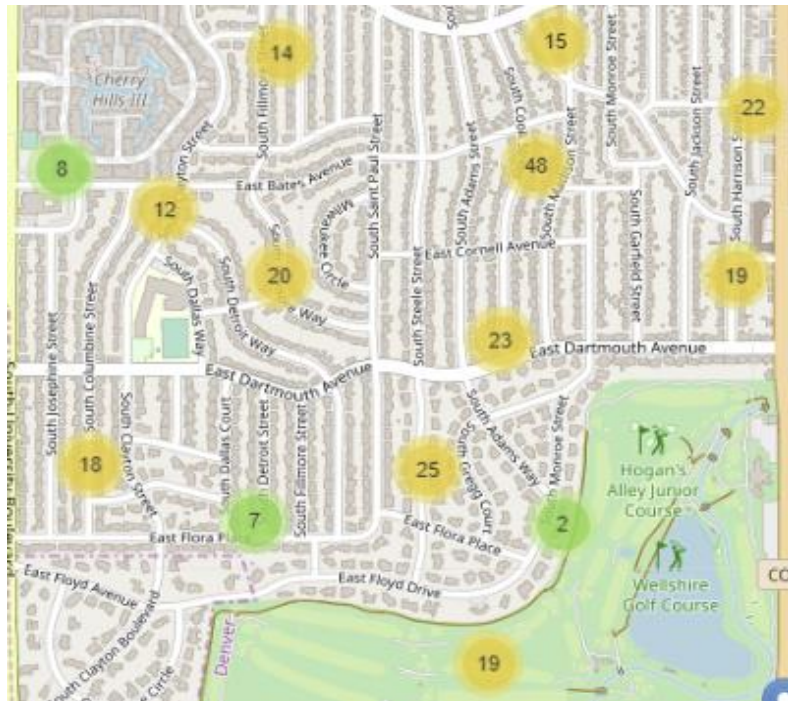 14
15
Cherry
Hills III
South Fillmore Street
South Monroe Street
22
South Jackson Street
South Saint Paul Street
South Adams Street
8
48
East Bates Avenue
South Harrison S
12
Milwaukee Circle
East Cornell Avenue
South Garfield Street
20
19
South Dallas Way
South Detroit Way
South Steele Street
South Josephine Street
South Columbine Street
23
East Dartmouth Avenue
East Dartmouth Avenue
South Clayton Street
South Dallas Court
South Detroit Street
South Fillmore Street
South Adams Way
South Gregg Court
South Monroe Street
18
25
Hogan's
Alley Junior
Course
7
2
East Flora Place
East Flora Place
East Floyd Avenue
East Floyd Drive
CO
Wellshire
Golf Course
South Clayton Boulevard
Circle
Denver
19